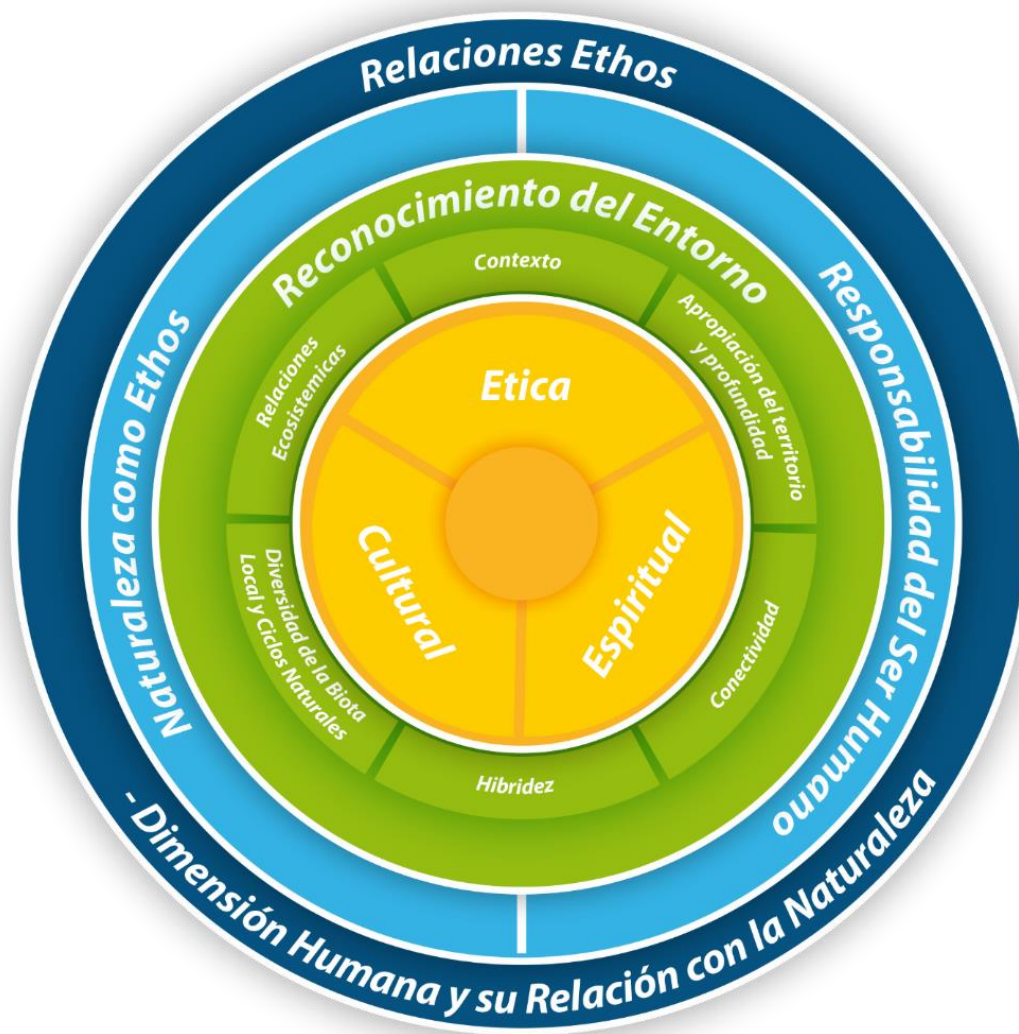 Relaciones Ethos
- Dimensión Humana y su Relación con la Naturaleza
Naturaleza como Ethos
Responsabilidad del Ser Humano
Reconocimiento del Entorno
Contexto
Apropiación del territorio
y profundidad
Conectividad
Hibridez
Diversidad de la Biota
Local y Ciclos Naturales
Relaciones
Ecosistemicas
Etica
Espiritual
Cultural